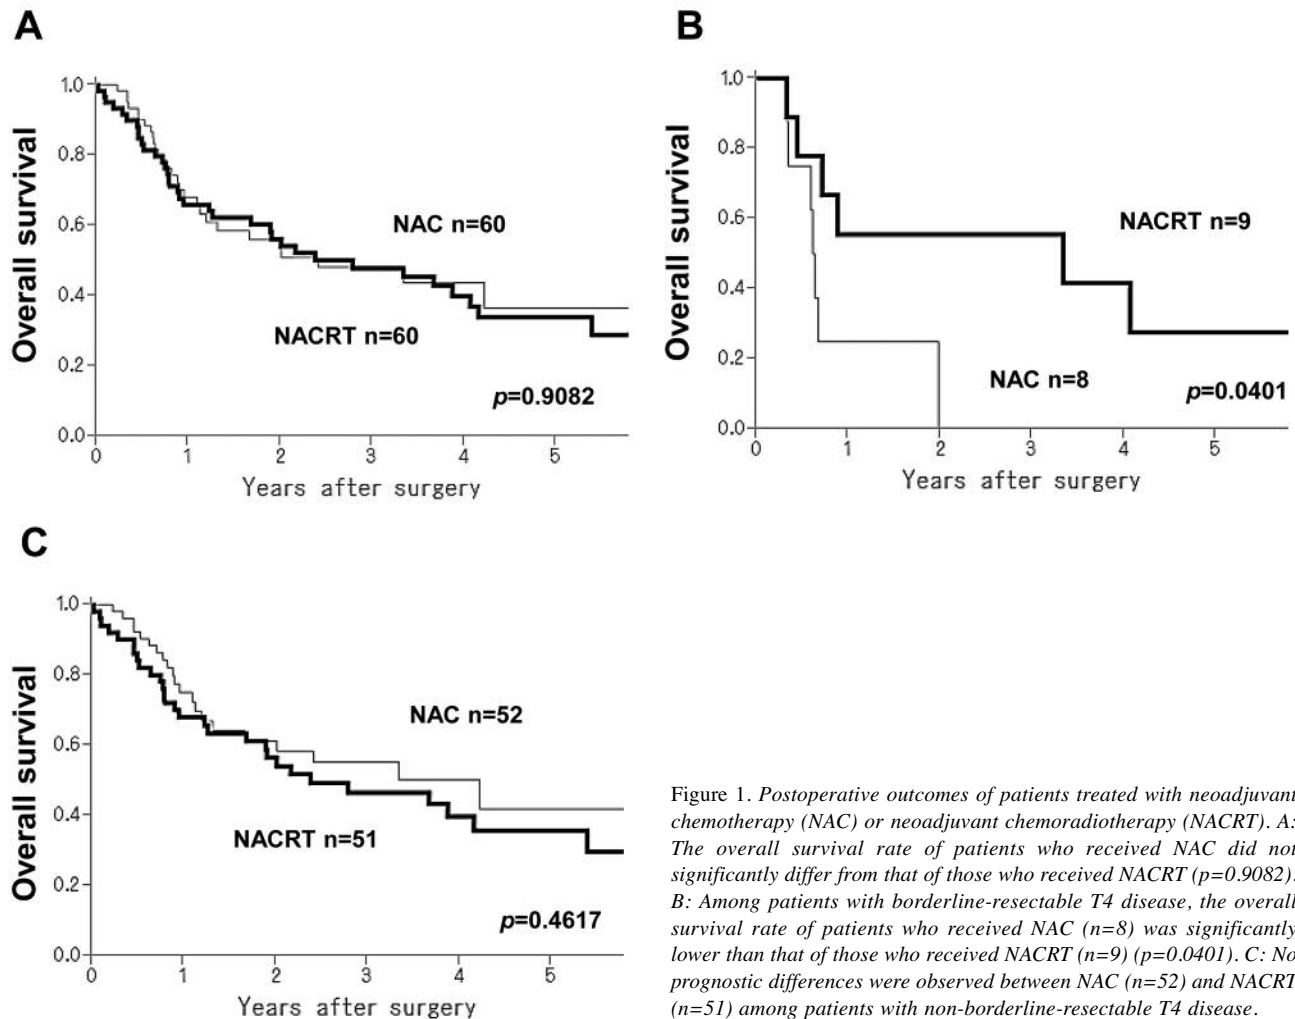 A
Overall survival
1.0
0.8
0.6
0.4
0.2
0.0
0 1 2 3 4 5
Years after surgery
NAC n=60
NACRT n=60
p=0.9082
B
Overall survival
1.0
0.8
0.6
0.4
0.2
0.0
0 1 2 3 4 5
Years after surgery
NACRT n=9
NAC n=8
p=0.0401
C
Overall survival
1.0
0.8
0.6
0.4
0.2
0.0
0 1 2 3 4 5
Years after surgery
NAC n=52
NACRT n=51
p=0.4617
Figure 1. Postoperative outcomes of patients treated with neoadjuvant
chemotherapy (NAC) or neoadjuvant chemoradiotherapy (NACRT). A:
The overall survival rate of patients who received NAC did not
significantly differ from that of those who received NACRT (p=0.9082).
B: Among patients with borderline-resectable T4 disease, the overall
survival rate of patients who received NAC (n=8) was significantly
lower than that of those who received NACRT (n=9) (p=0.0401). C: No
prognostic differences were observed between NAC (n=52) and NACRT
(n=51) among patients with non-borderline-resectable T4 disease.